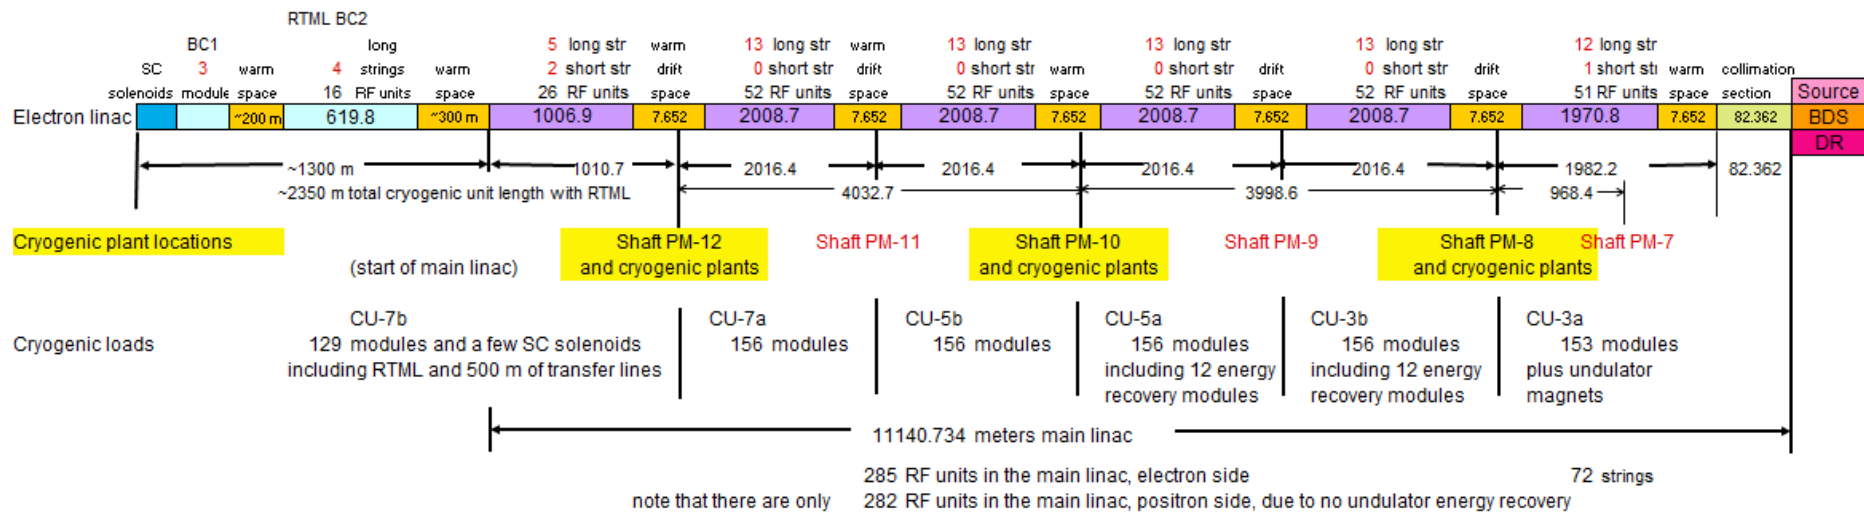 RTML BC2
BC1 long 5 long str warm 13 long str warm 13 long str 13 long str 13 long str 12 long str
SC 3 warm 4 strings warm 2 short str drift 0 short str drift 0 short str warm 0 short str drift 0 short str drift 1 short str warm collimation
solenoids module space 16 RF units space 26 RF units space 52 RF units space 52 RF units space 52 RF units space 52 RF units space 51 RF units space section Source
Electron linac ~200 m 619.8 ~300 m 1006.9 7.652 2008.7 7.652 2008.7 7.652 2008.7 7.652 2008.7 7.652 1970.8 7.652 82.362 BDS
DR
~1300 m 1010.7 2016.4 2016.4 2016.4 2016.4 1982.2 82.362
~2350 m total cryogenic unit length with RTML 4032.7 3998.6 968.4
Cryogenic plant locations Shaft PM-12 Shaft PM-11 Shaft PM-10 Shaft PM-9 Shaft PM-8 Shaft PM-7
(start of main linac) and cryogenic plants and cryogenic plants and cryogenic plants
CU-7b CU-7a CU-5b CU-5a CU-3b CU-3a
Cryogenic loads 129 modules and a few SC solenoids 156 modules 156 modules 156 modules 156 modules 153 modules
including RTML and 500 m of transfer lines including 12 energy including 12 energy plus undulator
recovery modules recovery modules magnets
11140.734 meters main linac
285 RF units in the main linac, electron side 72 strings
note that there are only 282 RF units in the main linac, positron side, due to no undulator energy recovery